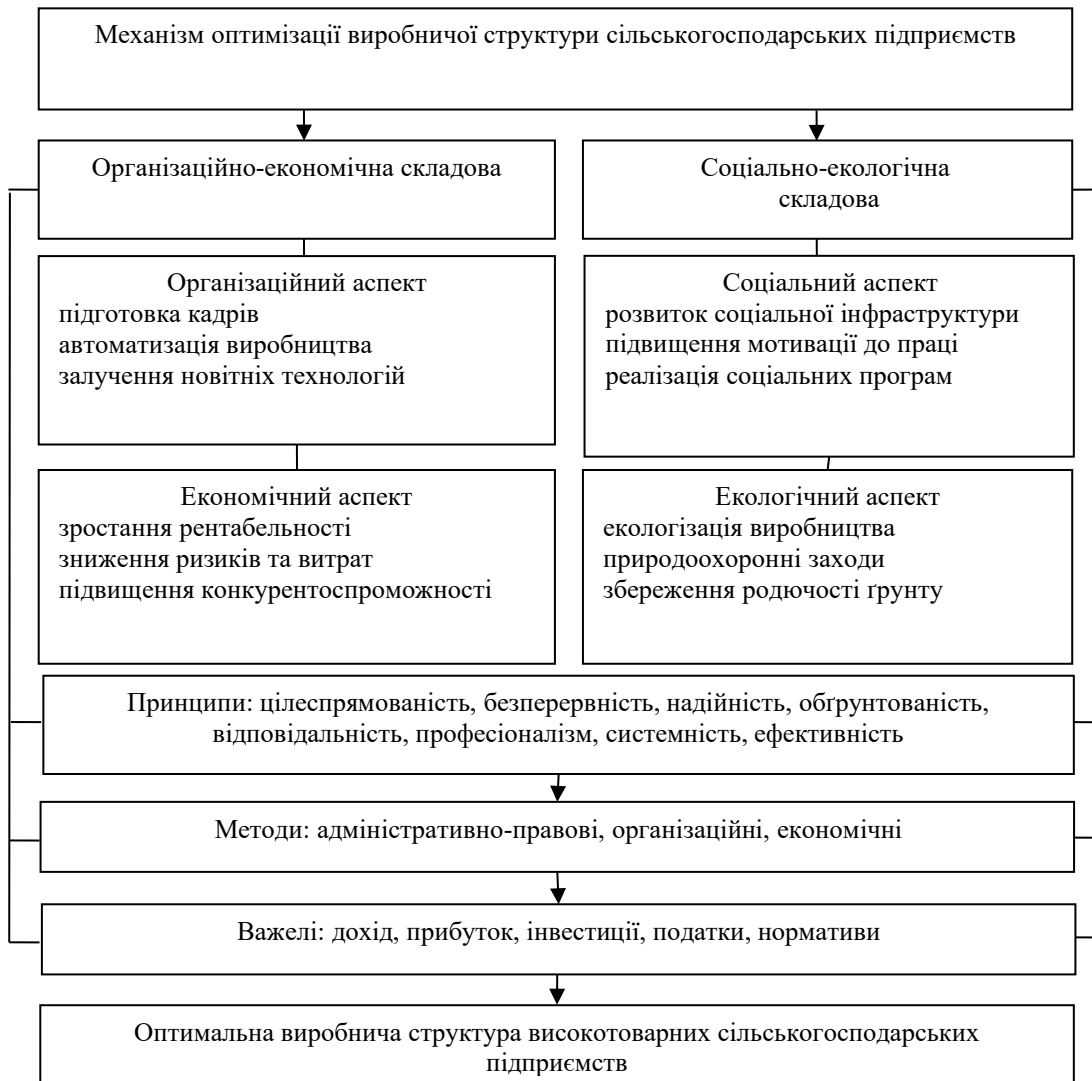 Механізм оптимізації виробничої структури сільськогосподарських підприємств
Організаційно-економічна складова
Соціально-екологічна
складова
Організаційний аспект
підготовка кадрів
автоматизація виробництва
залучення новітніх технологій
Соціальний аспект
розвиток соціальної інфраструктури
підвищення мотивації до праці
реалізація соціальних програм
Економічний аспект
зростання рентабельності
зниження ризиків та витрат
підвищення конкурентоспроможності
Екологічний аспект
екологізація виробництва
природоохоронні заходи
збереження родючості ґрунту
Принципи: цілеспрямованість, безперервність, надійність, обґрунтованість,
відповідальність, професіоналізм, системність, ефективність
Методи: адміністративно-правові, організаційні, економічні
Важелі: дохід, прибуток, інвестиції, податки, нормативи
Оптимальна виробнича структура високотоварних сільськогосподарських
підприємств